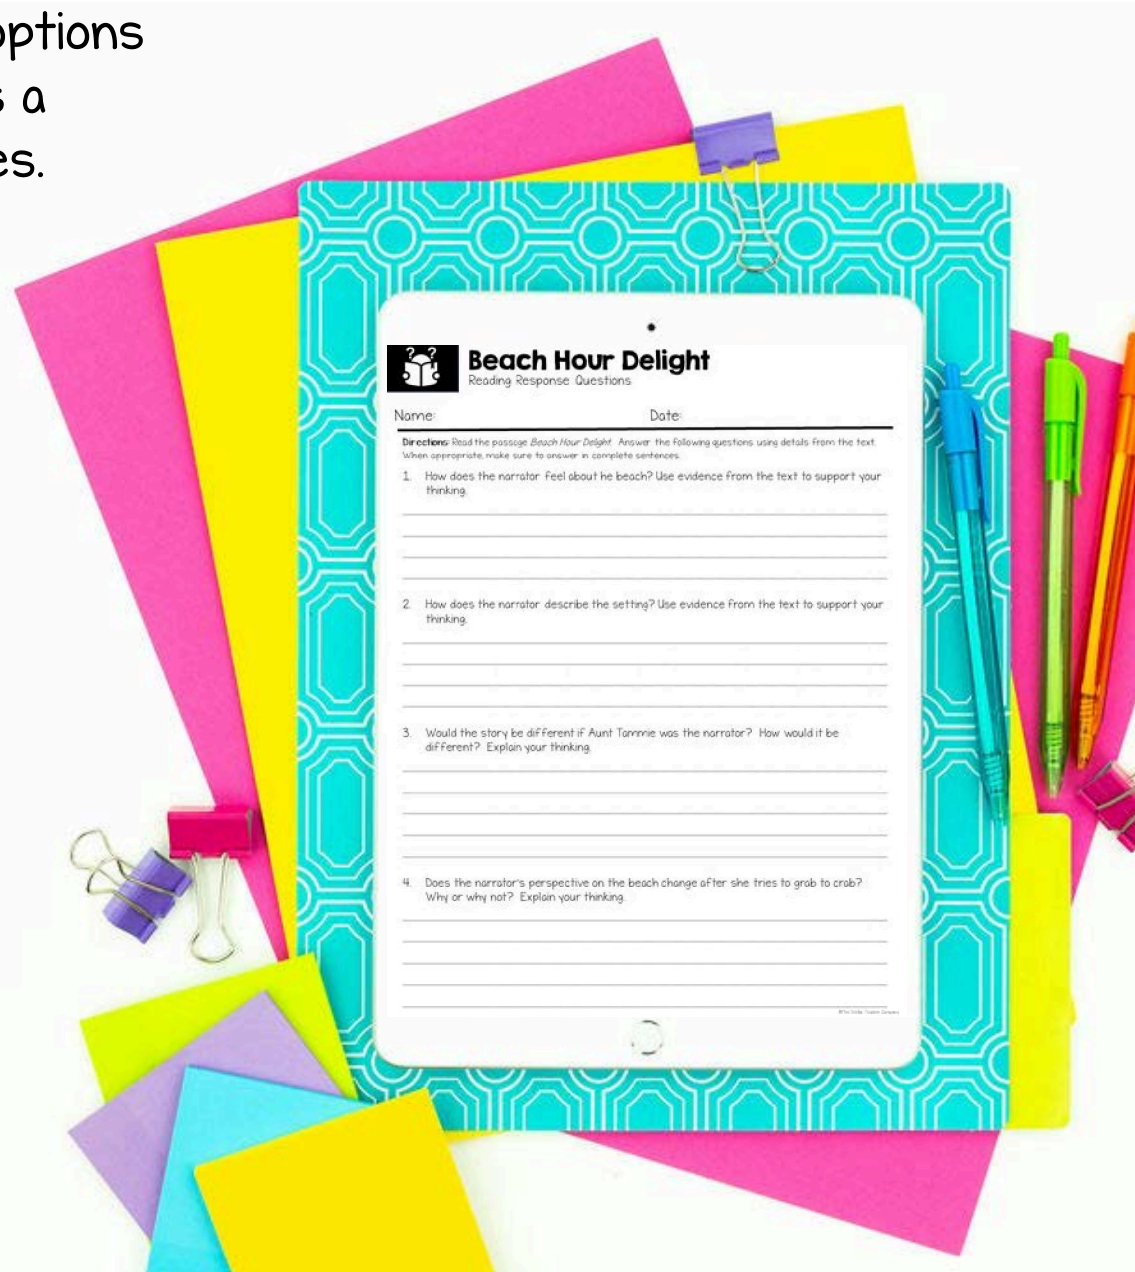 options
s a
es.
Beach Hour Delight
Reading Response Questions
Name:
Date:
Directions: Read the passage Beach Hour Delight. Answer the following questions using details from the text.
When appropriate, make sure to answer in complete sentences.
1. How does the narrator feel about he beach? Use evidence from the text to support your
thinking.
2. How does the narrator describe the setting? Use evidence from the text to support your
thinking.
3. Would the story be different if Aunt Tammie was the narrator? How would it be
different? Explain your thinking.
4. Does the narrator's perspective on the beach change after she tries to grab to crab?
Why or why not? Explain your thinking.